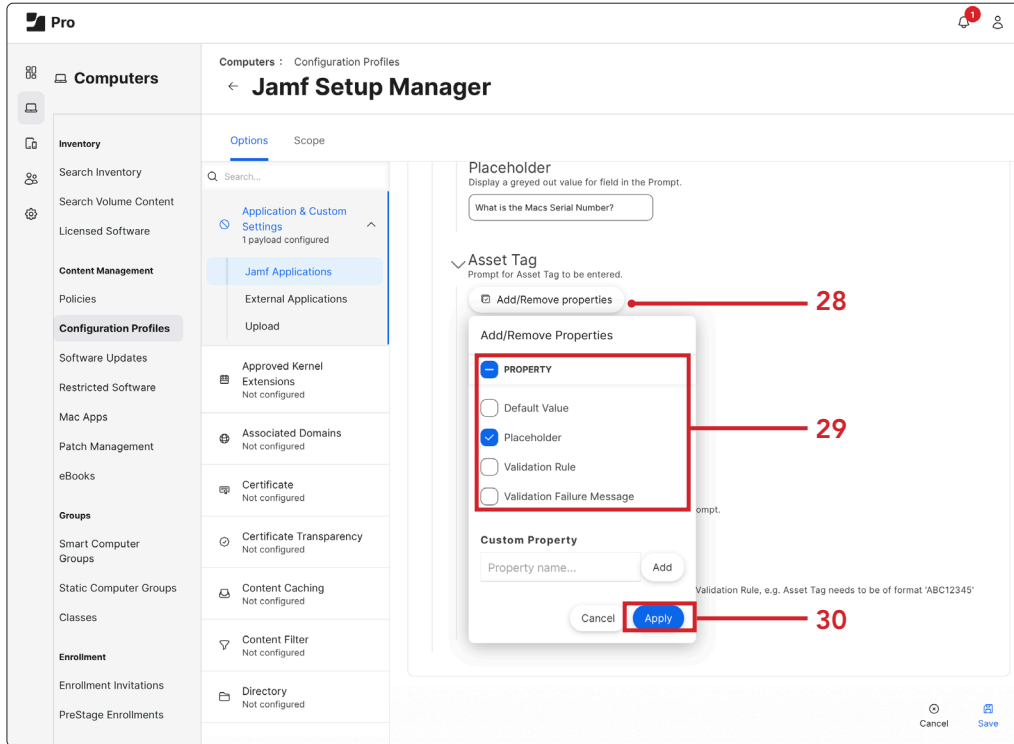 Pro
1
Computers
Computers : Configuration Profiles
← Jamf Setup Manager
Inventory
Search Inventory
Search Volume Content
Licensed Software
Content Management
Policies
Configuration Profiles
Software Updates
Restricted Software
Mac Apps
Patch Management
eBooks
Groups
Smart Computer
Groups
Static Computer Groups
Classes
Enrollment
Enrollment Invitations
PreStage Enrollments
Options Scope
Search...
Application & Custom
Settings
1 payload configured
Jamf Applications
External Applications
Upload
Approved Kernel
Extensions
Not configured
Associated Domains
Not configured
Certificate
Not configured
Certificate Transparency
Not configured
Content Caching
Not configured
Content Filter
Not configured
Directory
Not configured
Placeholder
Display a greyed out value for field in the Prompt.
What is the Macs Serial Number?
Asset Tag
Prompt for Asset Tag to be entered.
Add/Remove properties
28
Add/Remove Properties
PROPERTY
Default Value
Placeholder
29
Validation Rule
Validation Failure Message
ompt.
Custom Property
Property name... Add
Validation Rule, e.g. Asset Tag needs to be of format 'ABC12345'
Cancel Apply
30
Cancel Save